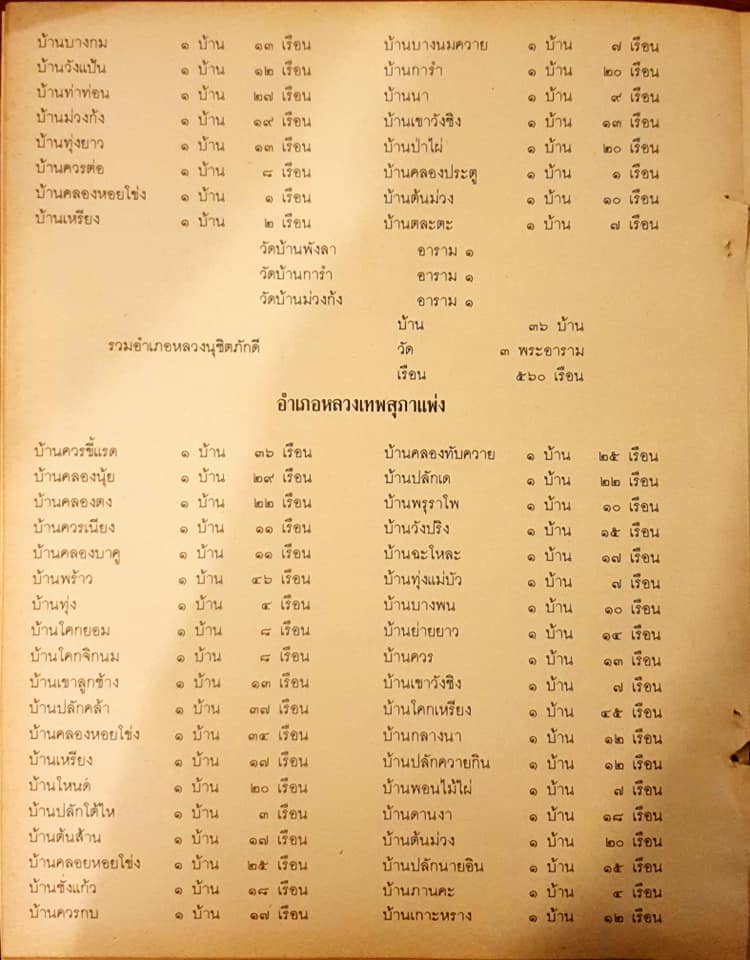 บ้านบางกม ๑ บ้าน ๑๓ เรือน บ้านบางนมควาย ๑ บ้าน ๗ เรือน
บ้านวังแป้น ๑ บ้าน ๑๒ เรือน บ้านการำ ๑ บ้าน ๒๐ เรือน
บ้านท่าท่อน ๑ บ้าน ๒๗ เรือน บ้านนา ๑ บ้าน ๙ เรือน
บ้านม่วงกัง ๑ บ้าน ๑๙ เรือน บ้านเขาวังชิง ๑ บ้าน ๑๓ เรือน
บ้านทุ่งยาว ๑ บ้าน ๑๓ เรือน บ้านป่าไผ่ ๑ บ้าน ๒๐ เรือน
บ้านควรต่อ ๑ บ้าน ๘ เรือน บ้านคลองประตู ๑ บ้าน ๑ เรือน
บ้านคลองหอยโข่ง ๑ บ้าน ๑ เรือน บ้านต้นม่วง ๑ บ้าน ๑๐ เรือน
บ้านเหรียง ๑ บ้าน ๒ เรือน บ้านตละตะ ๑ บ้าน ๗ เรือน
วัดบ้านพังลา อาราม ๑
วัดบ้านการำ อาราม ๑
วัดบ้านม่วงกัง อาราม ๑
บ้าน ๓๖ บ้าน
รวมอำเภอหลวงนุชิตภักดี วัด ๓ พระอาราม
เรือน ๕๖๐ เรือน
อำเภอหลวงเทพสุภาแพ่ง
บ้านควรขี้แรด ๑ บ้าน ๓๖ เรือน บ้านคลองทับควาย ๑ บ้าน ๒๕ เรือน
บ้านคลองนุ้ย ๑ บ้าน ๒๙ เรือน บ้านปลักเด ๑ บ้าน ๒๒ เรือน
บ้านคลองตง ๑ บ้าน ๒๒ เรือน บ้านพรุราโพ ๑ บ้าน ๑๐ เรือน
บ้านควรเนียง ๑ บ้าน ๑๑ เรือน บ้านวังปริง ๑ บ้าน ๑๕ เรือน
บ้านคลองบาคู ๑ บ้าน ๑๑ เรือน บ้านฉะโหละ ๑ บ้าน ๑๗ เรือน
บ้านพร้าว ๑ บ้าน ๔๖ เรือน บ้านทุ่งแม่บัว ๑ บ้าน ๗ เรือน
บ้านทุ่ง ๑ บ้าน ๔ เรือน บ้านบางพน ๑ บ้าน ๑๐ เรือน
บ้านโคกยอม ๑ บ้าน ๘ เรือน บ้านย่ายยาว ๑ บ้าน ๑๔ เรือน
บ้านโคกจิกนม ๑ บ้าน ๘ เรือน บ้านควร ๑ บ้าน ๑๓ เรือน
บ้านเขาลูกช้าง ๑ บ้าน ๑๓ เรือน บ้านเขาวังชิง ๑ บ้าน ๗ เรือน
บ้านปลักคล้า ๑ บ้าน ๓๗ เรือน บ้านโคกเหรียง ๑ บ้าน ๔๕ เรือน
บ้านคลองหอยโข่ง ๑ บ้าน ๓๔ เรือน บ้านกลางนา ๑ บ้าน ๑๒ เรือน
บ้านเหรียง ๑ บ้าน ๑๗ เรือน บ้านปลักควายกิน ๑ บ้าน ๑๒ เรือน
บ้านโหนด์ ๑ บ้าน ๒๐ เรือน บ้านพอนไม้ไผ่ ๑ บ้าน ๗ เรือน
บ้านปลักโต้ไห ๑ บ้าน ๓ เรือน บ้านดานงา ๑ บ้าน ๑๘ เรือน
บ้านต้นส้าน ๑ บ้าน ๑๗ เรือน บ้านต้นม่วง ๑ บ้าน ๒๐ เรือน
บ้านคลอยหอยโข่ง ๑ บ้าน ๒๕ เรือน บ้านปลักนายอิน ๑ บ้าน ๑๕ เรือน
บ้านซั่งแก้ว ๑ บ้าน ๑๘ เรือน บ้านภานคะ ๑ บ้าน ๔ เรือน
บ้านควรกบ ๑ บ้าน ๑๗ เรือน บ้านเกาะหราง ๑ บ้าน ๑๒ เรือน